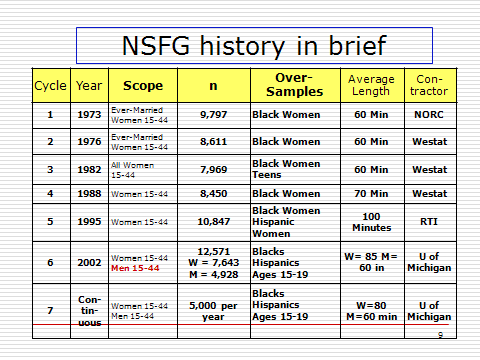 NSFG history in brief
Cycle Year Scope n Over-Samples Average Length Con-tractor
1 1973 Ever-Married Women 15-44 9,797 Black Women 60 Min NORC
2 1976 Ever-Married Women 15-44 8,611 Black Women 60 Min Westat
3 1982 All Women 15-44 7,969 Black Women Teens 60 Min Westat
4 1988 Women 15-44 8,450 Black Women 70 Min Westat
5 1995 Women 15-44 10,847 Black Women Hispanic Women 100 Minutes RTI
6 2002 Women 15-44 Men 15-44 12,571 W = 7,643 M = 4,928 Blacks Hispanics Ages 15-19 W= 85 M= 60 in U of Michigan
7 Con-tin-uous Women 15-44 Men 15-44 5,000 per year Blacks Hispanics Ages 15-19 W=80 M=60 min U of Michigan
9